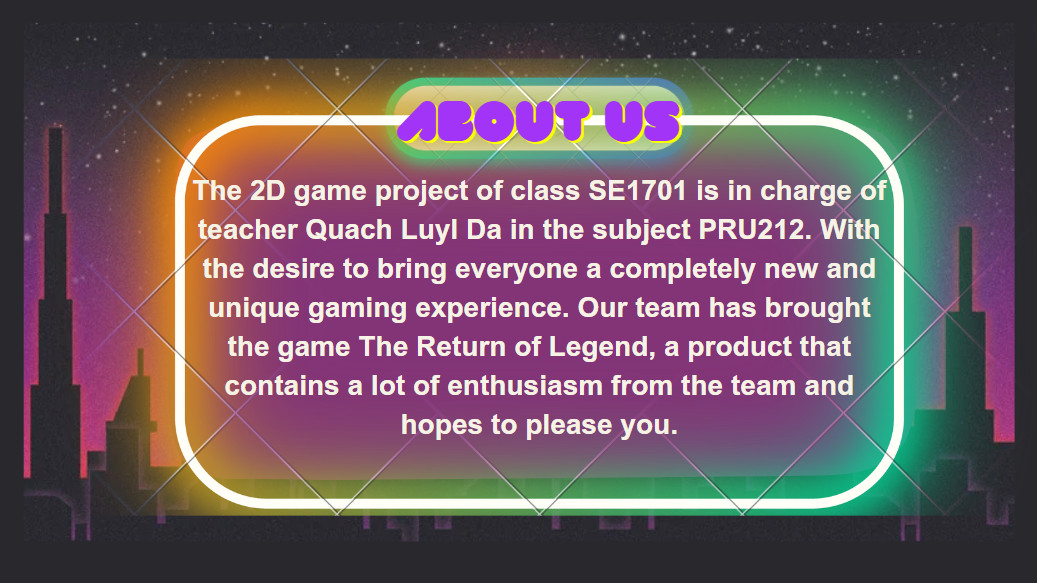 ABOUT US
The 2D game project of class SE1701 is in charge of
teacher Quach Luyl Da in the subject PRU212. With
the desire to bring everyone a completely new and
unique gaming experience. Our team has brought
the game The Return of Legend, a product that
contains a lot of enthusiasm from the team and
hopes to please you.